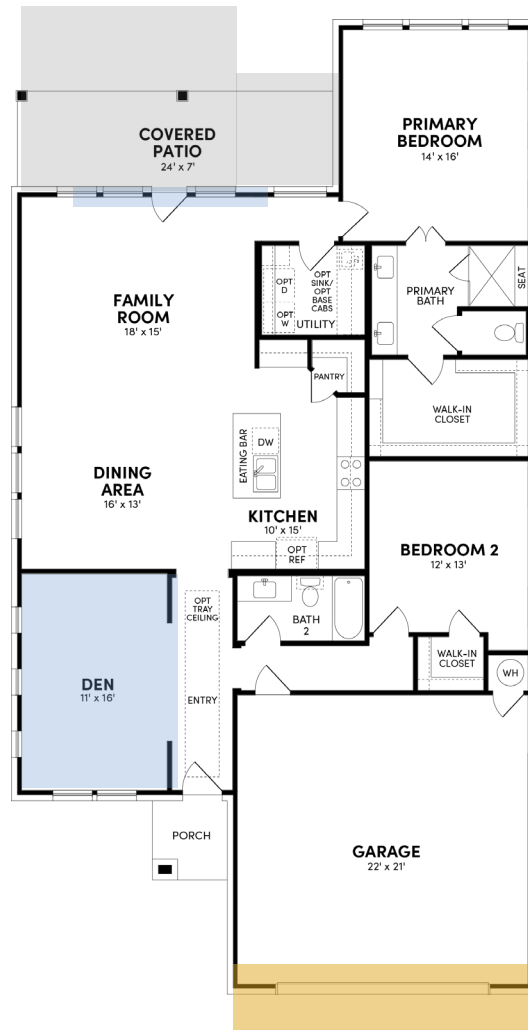 COVERED
PATIO
24' x 7'
PRIMARY
BEDROOM
14' x 16'
FAMILY
ROOM
18' x 15'
OPT
D
OPT
W
OPT
SINK/
OPT
BASE
CABS
UTILITY
PRIMARY
BATH
SEAT
PANTRY
WALK-IN
CLOSET
EATING BAR
DW
DINING
AREA
16' x 13'
KITCHEN
10' x 15'
OPT
REF
BEDROOM 2
12' x 13'
OPT
TRAY
CEILING
BATH
2
WALK-IN
CLOSET
WH
DEN
11' x 16'
ENTRY
PORCH
GARAGE
22' x 21'